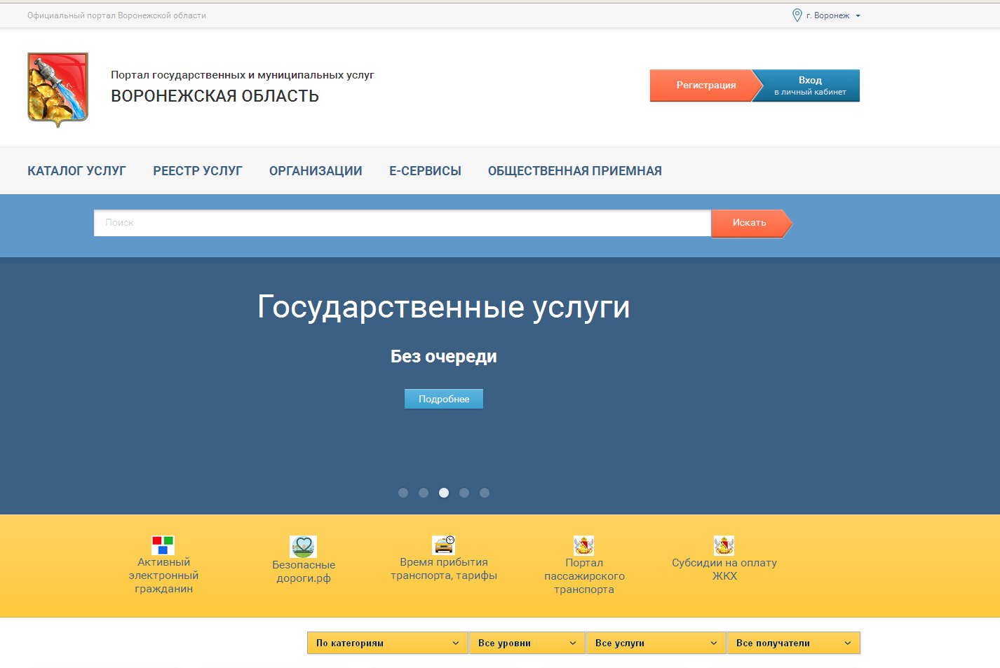 Официальный портал Воронежской области
г. Воронеж
Портал государственных и муниципальных услуг
ВОРОНЕЖСКАЯ ОБЛАСТЬ
Регистрация
Вход
в личный кабинет
КАТАЛОГ УСЛУГ РЕЕСТР УСЛУГ ОРГАНИЗАЦИИ Е-СЕРВИСЫ ОБЩЕСТВЕННАЯ ПРИЕМНАЯ
Поиск
Искать
Государственные услуги
Без очереди
Подробнее
Активный
электронный
гражданин
Безопасные
дороги.рф
Время прибытия
транспорта, тарифы
Портал
пассажирского
транспорта
Субсидии на оплату
ЖКХ
По категориям
Все уровни
Все услуги
Все получатели